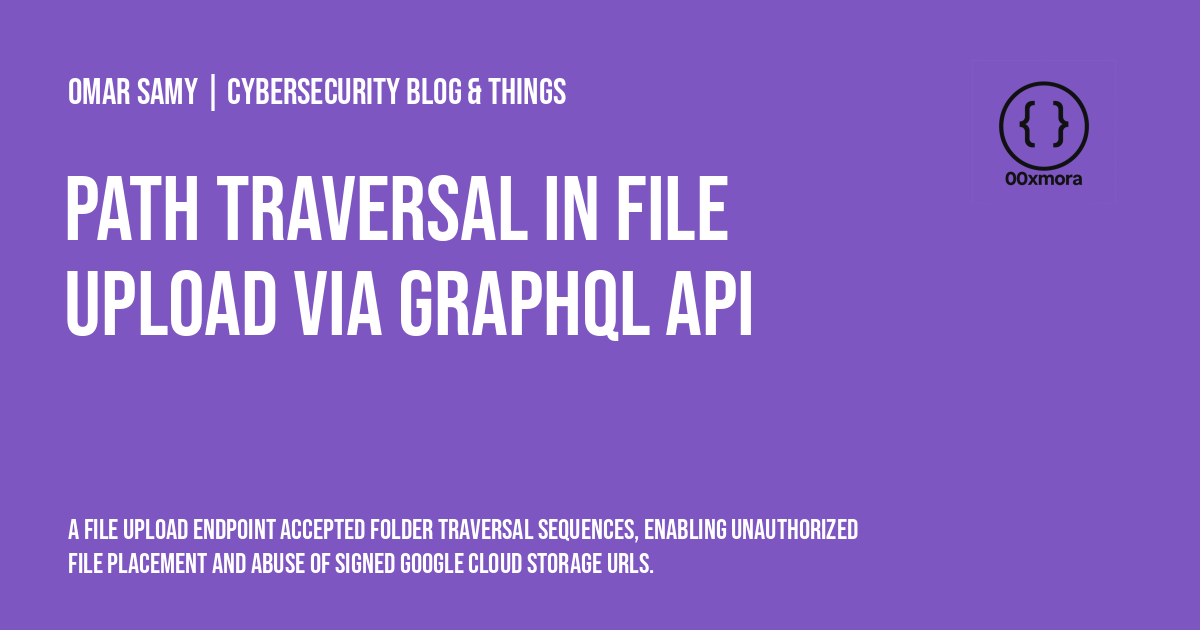 OMAR SAMY | CYBERSECURITY BLOG & THINGS
{ }
00xmora
PATH TRAVERSAL IN FILE
UPLOAD VIA GRAPHQL API
A FILE UPLOAD ENDPOINT ACCEPTED FOLDER TRAVERSAL SEQUENCES, ENABLING UNAUTHORIZED
FILE PLACEMENT AND ABUSE OF SIGNED GOOGLE CLOUD STORAGE URLS.